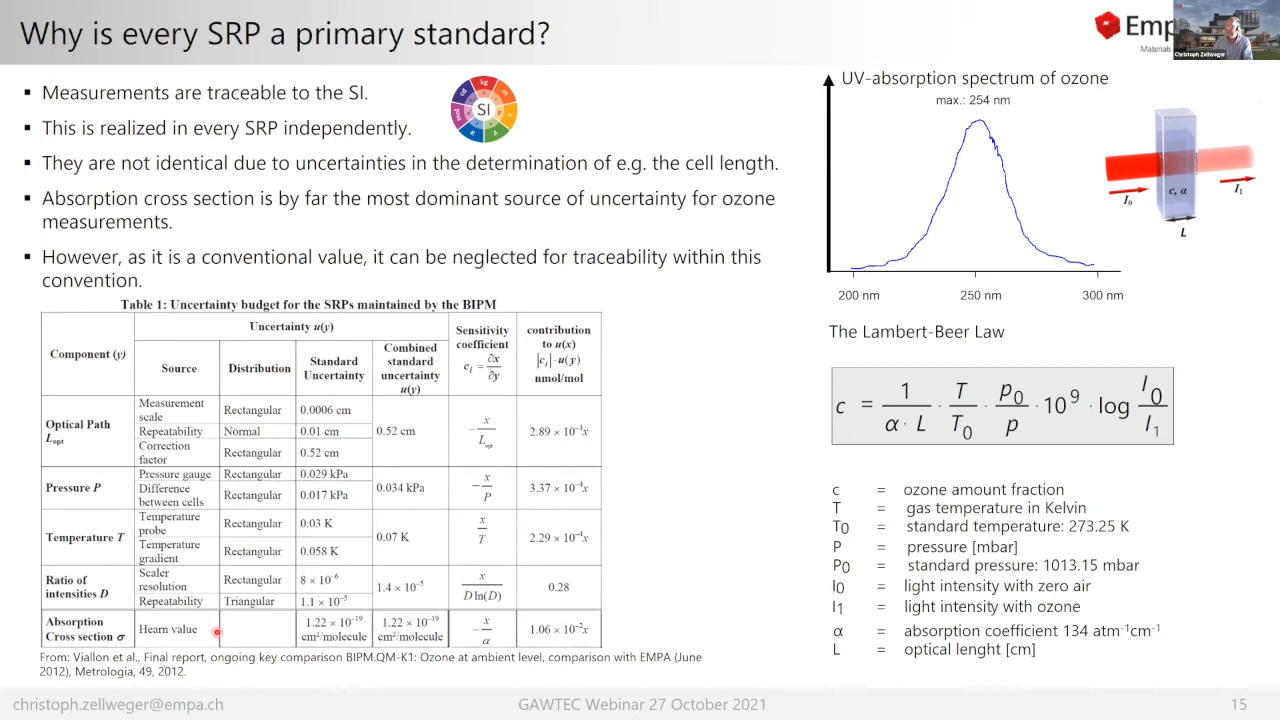 Why is every SRP a primary standard?
Emp
Materials
Christoph Zellweger
▪ Measurements are traceable to the SI.
▪ This is realized in every SRP independently.
▪ They are not identical due to uncertainties in the determination of e.g. the cell length.
▪ Absorption cross section is by far the most dominant source of uncertainty for ozone
measurements.
▪ However, as it is a conventional value, it can be neglected for traceability within this
convention.
SI
kg
m
s
A
K
mol
cd
Table 1: Uncertainty budget for the SRPs maintained by the BIPM
Component (y)
Uncertainty u(y)
Source
Distribution
Standard
Uncertainty
Combined
standard
uncertainty
u(y)
Sensitivity
coefficient
c_i = ∂x/∂y
contribution
to u(x)
|c_i|·u(y)
nmol/mol
Optical Path
L_opt
Measurement
scale
Rectangular
0.0006 cm
Repeatability
Normal
0.01 cm
Correction
factor
Rectangular
0.52 cm
0.52 cm
− x/L_opt
2.89 × 10⁻³x
Pressure P
Pressure gauge
Rectangular
0.029 kPa
Difference
between cells
Rectangular
0.017 kPa
0.034 kPa
− x/P
3.37 × 10⁻⁴x
Temperature T
Temperature
probe
Rectangular
0.03 K
Temperature
gradient
Rectangular
0.058 K
0.07 K
x/T
2.29 × 10⁻⁴x
Ratio of
intensities D
Scaler
resolution
Rectangular
8 × 10⁻⁶
Repeatability
Triangular
1.1 × 10⁻⁵
1.4 × 10⁻⁵
x/D ln(D)
0.28
Absorption
Cross section σ
Hearn value
1.22 × 10⁻¹⁹
cm²/molecule
1.22 × 10⁻¹⁹
cm²/molecule
− x/α
1.06 × 10⁻²x
From: Viallon et al., Final report, ongoing key comparison BIPM.QM-K1: Ozone at ambient level, comparison with EMPA (June
2012), Metrologia, 49, 2012.
UV-absorption spectrum of ozone
max.: 254 nm
200 nm 250 nm 300 nm
c, α
I₀
I₁
L
The Lambert-Beer Law
c = 1/(α · L) · T/T₀ · p₀/p · 10⁹ · log I₀/I₁
c = ozone amount fraction
T = gas temperature in Kelvin
T₀ = standard temperature: 273.25 K
P = pressure [mbar]
P₀ = standard pressure: 1013.15 mbar
I₀ = light intensity with zero air
I₁ = light intensity with ozone
α = absorption coefficient 134 atm⁻¹cm⁻¹
L = optical lenght [cm]
christoph.zellweger@empa.ch
GAWTEC Webinar 27 October 2021
15